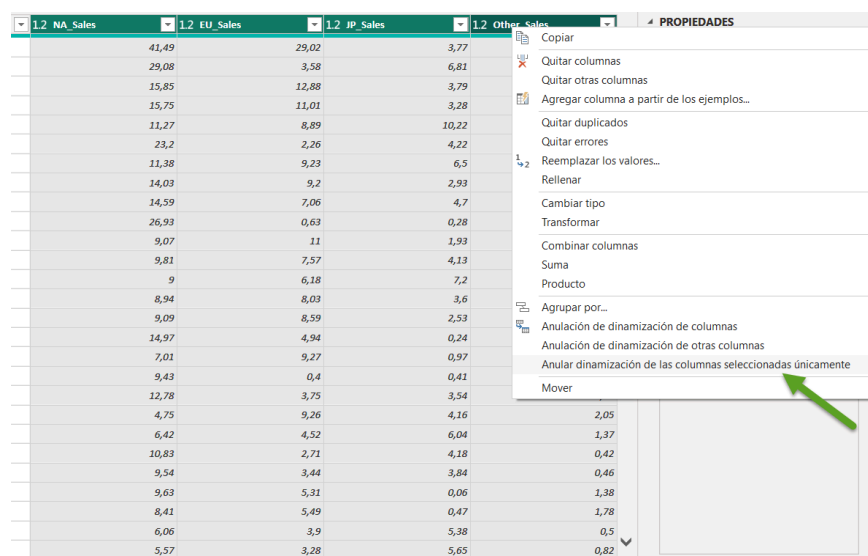 1.2 NA_Sales 1.2 EU_Sales 1.2 JP_Sales 1.2 Other_Sales PROPIEDADES
41,49 29,02 3,77 Copiar
29,08 3,58 6,81 Quitar columnas
15,85 12,88 3,79 Quitar otras columnas
15,75 11,01 3,28 Agregar columna a partir de los ejemplos...
11,27 8,89 10,22 Quitar duplicados
23,2 2,26 4,22 Quitar errores
11,38 9,23 6,5 Reemplazar los valores...
14,03 9,2 2,93 Rellenar
14,59 7,06 4,7 Cambiar tipo
26,93 0,63 0,28 Transformar
9,07 11 1,93 Combinar columnas
9,81 7,57 4,13 Suma
9 6,18 7,2 Producto
8,94 8,03 3,6 Agrupar por...
9,09 8,59 2,53 Anulación de dinamización de columnas
14,97 4,94 0,24 Anulación de dinamización de otras columnas
7,01 9,27 0,97 Anular dinamización de las columnas seleccionadas únicamente
9,43 0,4 0,41 Mover
12,78 3,75 3,54
4,75 9,26 4,16 2,05
6,42 4,52 6,04 1,37
10,83 2,71 4,18 0,42
9,54 3,44 3,84 0,46
9,63 5,31 0,06 1,38
8,41 5,49 0,47 1,78
6,06 3,9 5,38 0,5
5,57 3,28 5,65 0,82